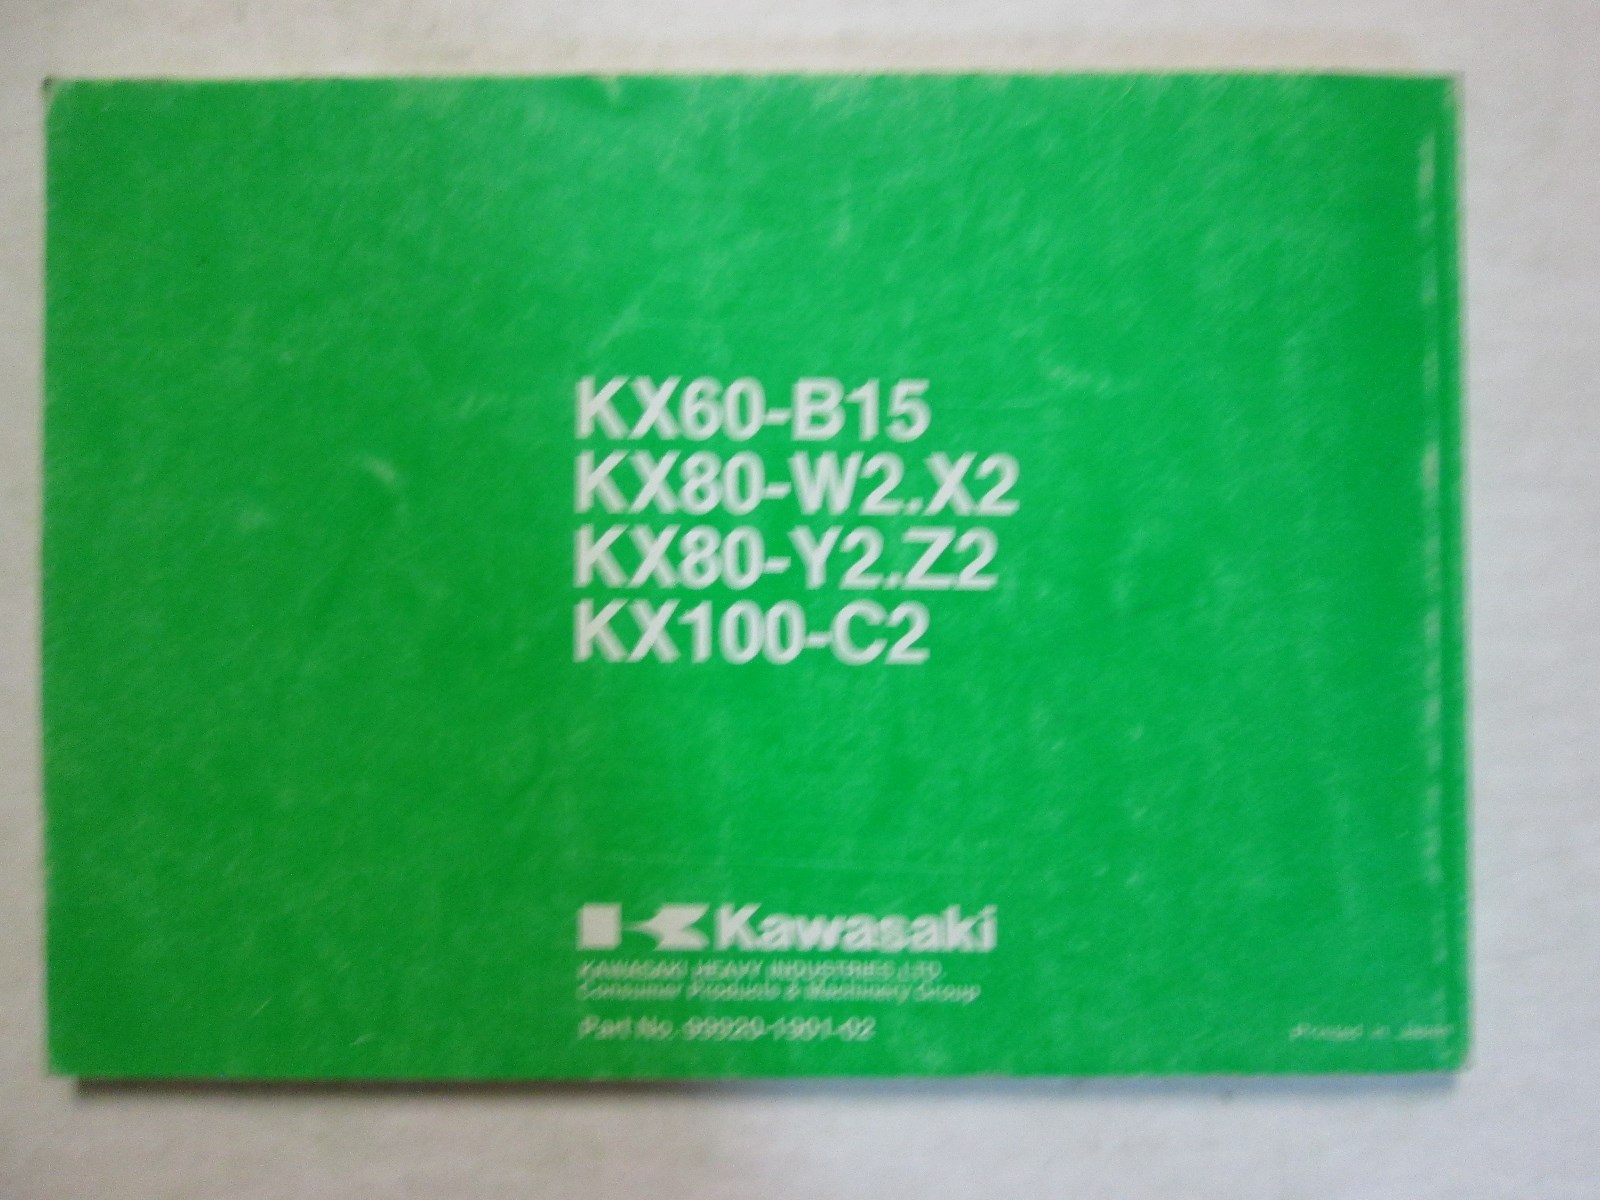 KX60-B15
KX80-W2.X2
KX80-Y2.Z2
KX100-C2
Kawasaki
KAWASAKI HEAVY INDUSTRIES,LTD.
Consumer Products & Machinery Group
Part No. 99920-1901-02
Printed in Japan